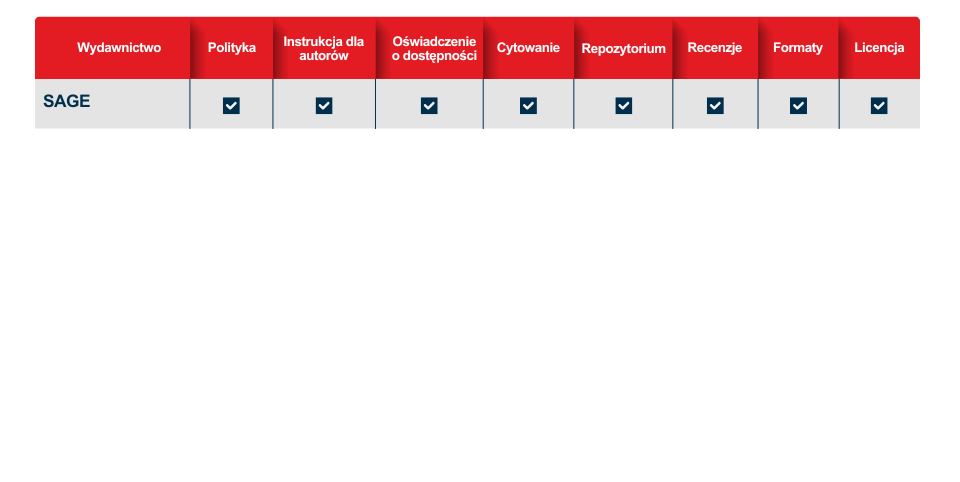 Wydawnictwo
Polityka
Instrukcja dla
autorów
Oświadczenie
o dostępności
Cytowanie
Repozytorium
Recenzje
Formaty
Licencja
SAGE